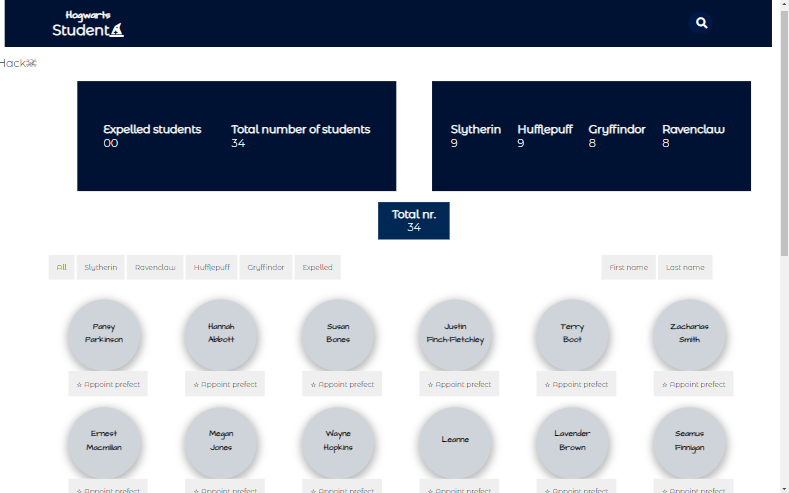 Hogwarts
Student
Hack☠
Expelled students
00
Total number of students
34
Slytherin
9
Hufflepuff
9
Gryffindor
8
Ravenclaw
8
Total nr.
34
All Slytherin Ravenclaw Hufflepuff Gryffindor Expelled First name Last name
Pansy
Parkinson
Hannah
Abbott
Susan
Bones
Justin
Finch-Fletchley
Terry
Boot
Zacharias
Smith
☆ Appoint prefect ☆ Appoint prefect ☆ Appoint prefect ☆ Appoint prefect ☆ Appoint prefect ☆ Appoint prefect
Ernest
Macmillan
Megan
Jones
Wayne
Hopkins
Leanne
Lavender
Brown
Seamus
Finnigan
☆ Appoint prefect ☆ Appoint prefect ☆ Appoint prefect ☆ Appoint prefect ☆ Appoint prefect ☆ Appoint prefect